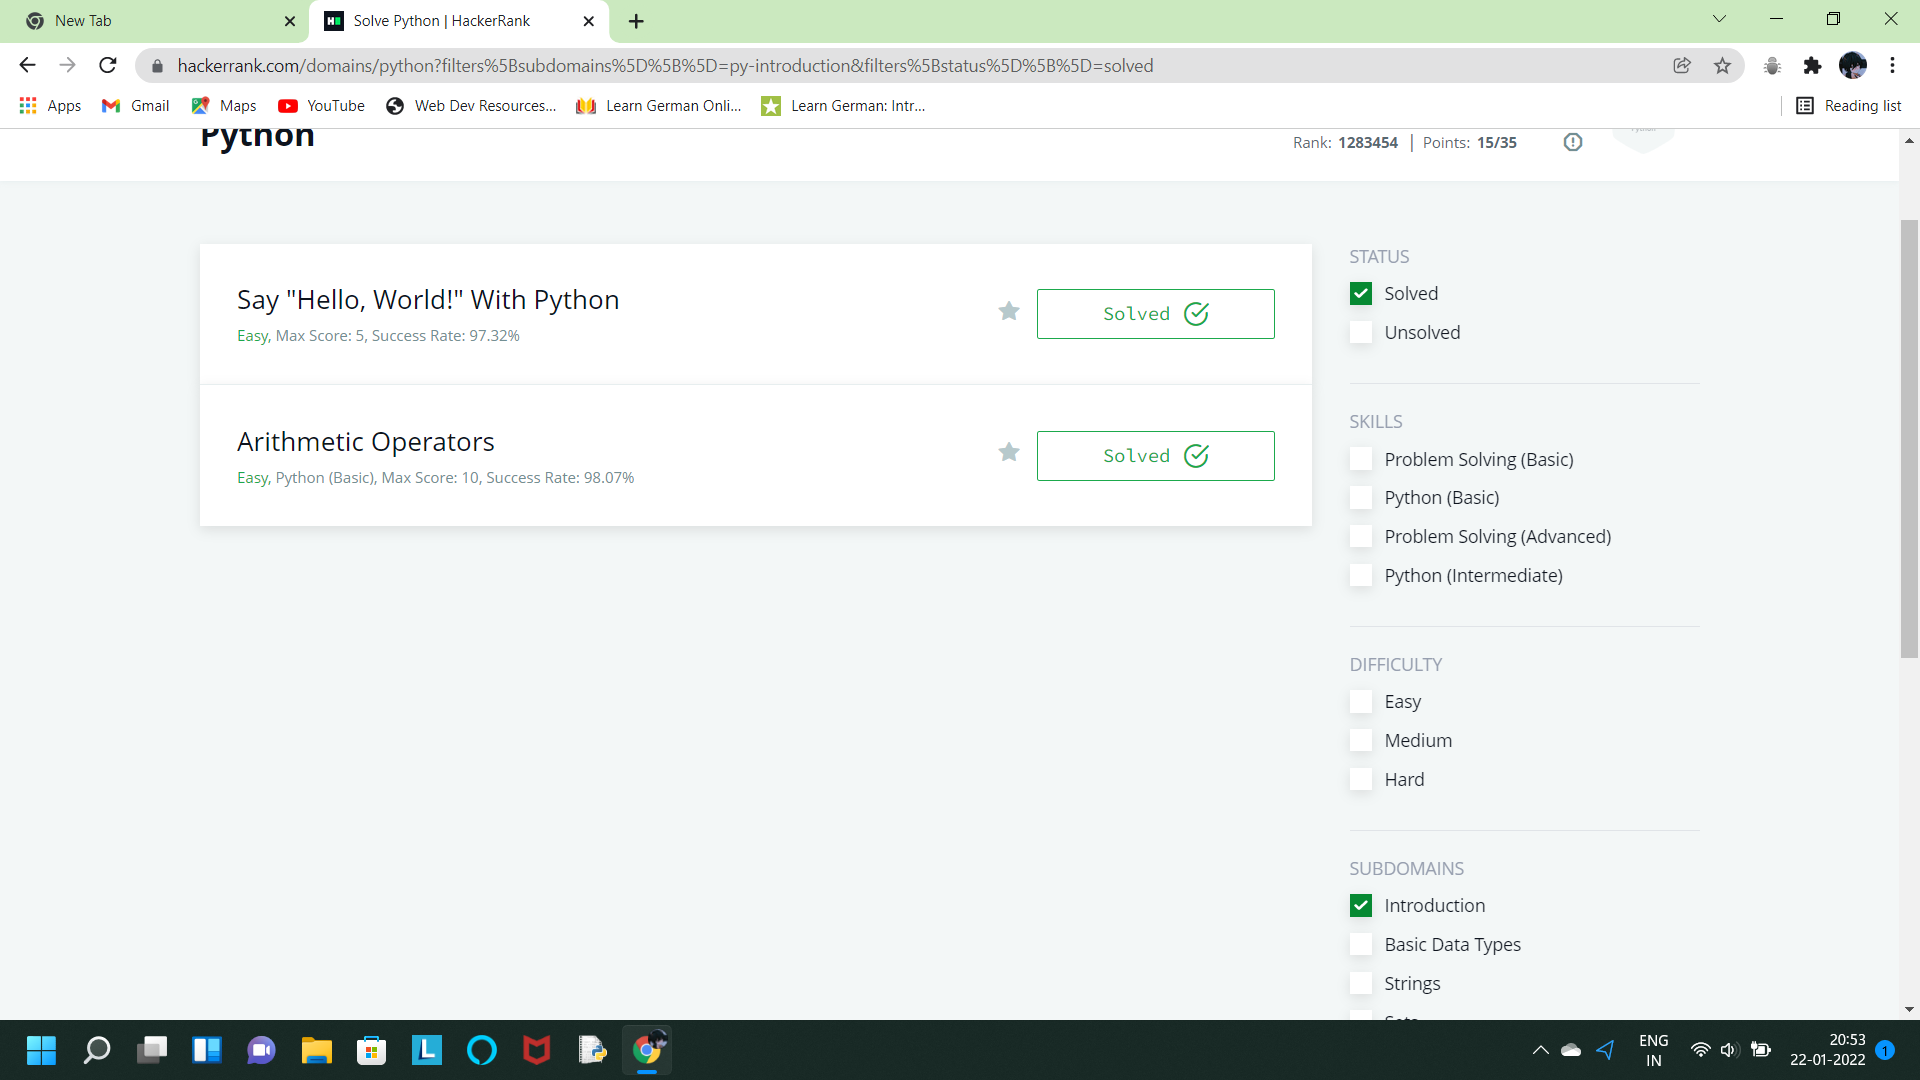 New Tab
Solve Python | HackerRank
hackerrank.com/domains/python?filters%5Bsubdomains%5D%5B%5D=py-introduction&filters%5Bstatus%5D%5B%5D=solved
Apps
Gmail
Maps
YouTube
Web Dev Resources...
Learn German Onli...
Learn German: Intr...
Reading list
Python
Rank: 1283454 | Points: 15/35
Say "Hello, World!" With Python
Easy, Max Score: 5, Success Rate: 97.32%
Solved
Arithmetic Operators
Easy, Python (Basic), Max Score: 10, Success Rate: 98.07%
Solved
STATUS
Solved
Unsolved
SKILLS
Problem Solving (Basic)
Python (Basic)
Problem Solving (Advanced)
Python (Intermediate)
DIFFICULTY
Easy
Medium
Hard
SUBDOMAINS
Introduction
Basic Data Types
Strings
ENG
IN
20:53
22-01-2022
1